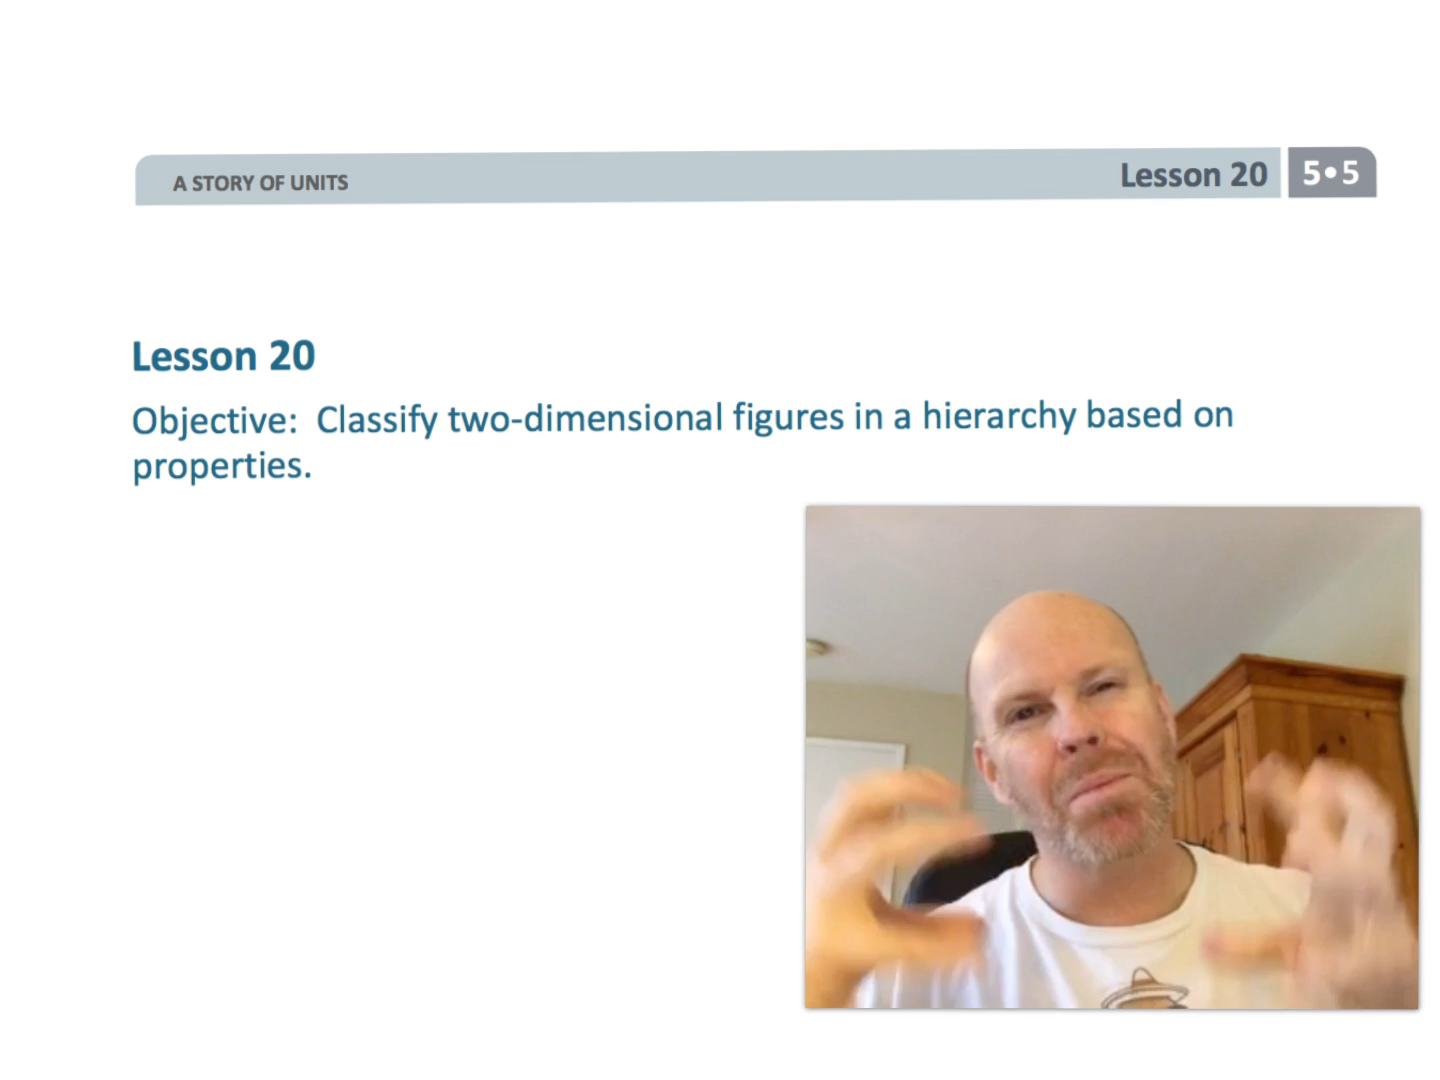 A STORY OF UNITS
Lesson 20
5•5
Lesson 20
Objective: Classify two-dimensional figures in a hierarchy based on
properties.